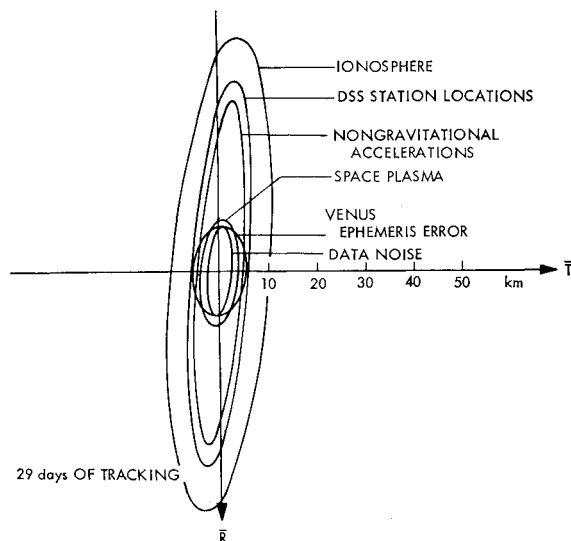 IONOSPHERE
DSS STATION LOCATIONS
NONGRAVITATIONAL
ACCELERATIONS
SPACE PLASMA
VENUS
EPHEMERIS ERROR
DATA NOISE
T̅
10 20 30 40 50 km
29 days OF TRACKING
R̅